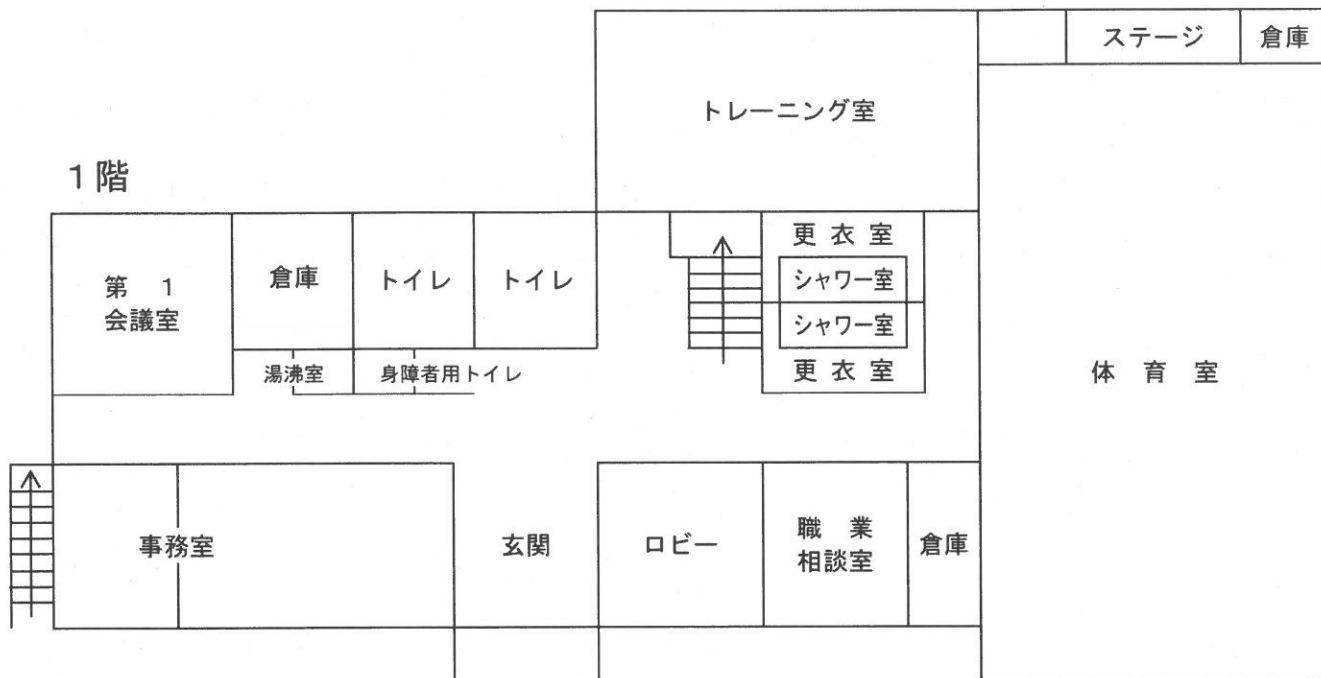 ステージ
倉庫
トレーニング室
1階
更衣室
第 1
会議室
倉庫
トイレ
トイレ
シャワー室
シャワー室
湯沸室
身障者用トイレ
更衣室
体育室
事務室
玄関
ロビー
職業
相談室
倉庫